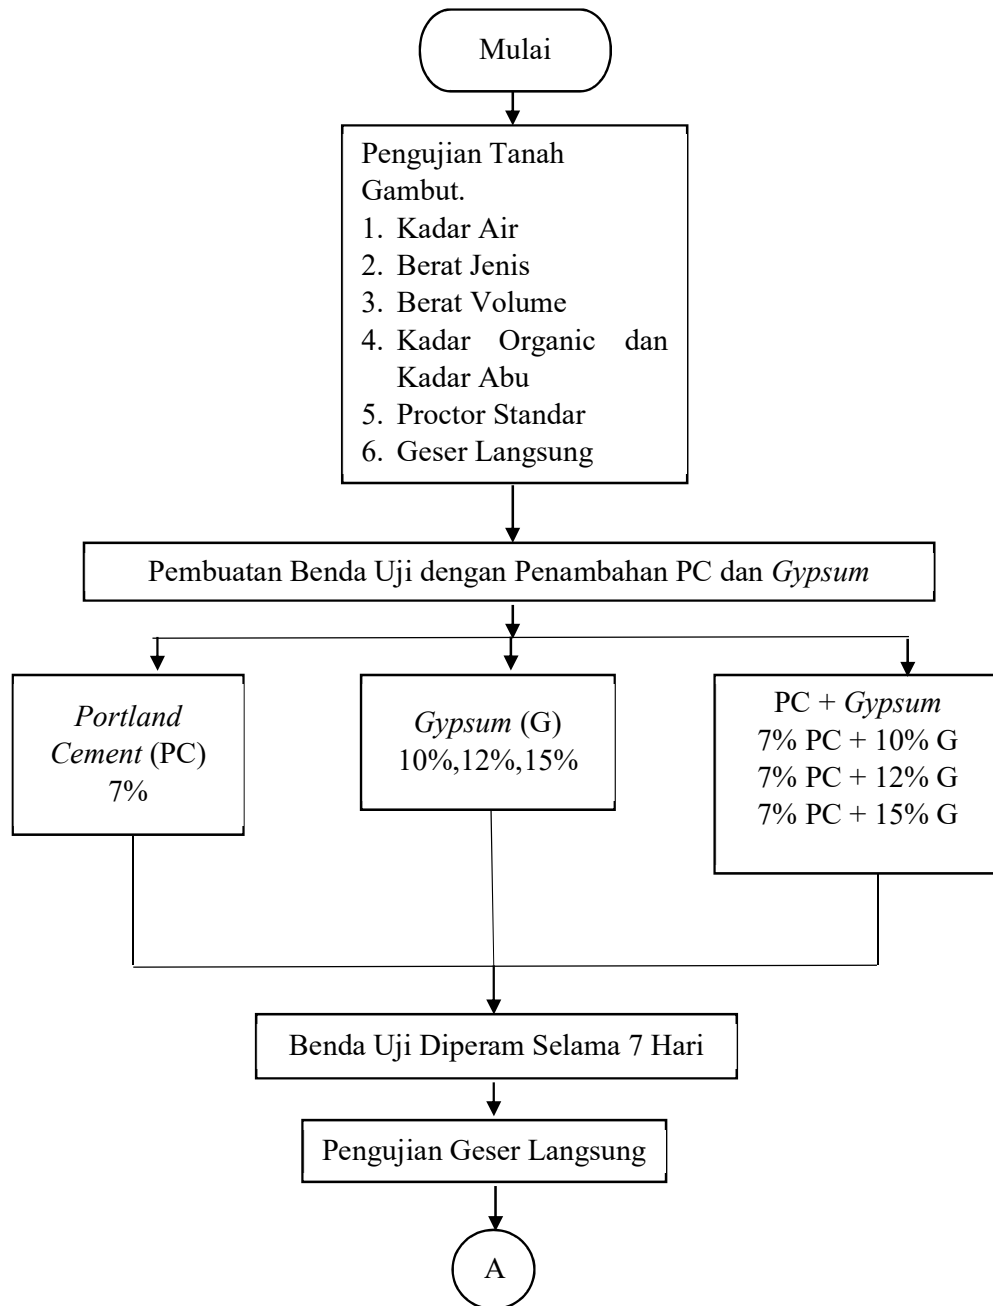 Mulai
Pengujian Tanah
Gambut.
1. Kadar Air
2. Berat Jenis
3. Berat Volume
4. Kadar Organic dan
Kadar Abu
5. Proctor Standar
6. Geser Langsung
Pembuatan Benda Uji dengan Penambahan PC dan Gypsum
Portland
Cement (PC)
7%
Gypsum (G)
10%,12%,15%
PC + Gypsum
7% PC + 10% G
7% PC + 12% G
7% PC + 15% G
Benda Uji Diperam Selama 7 Hari
Pengujian Geser Langsung
A